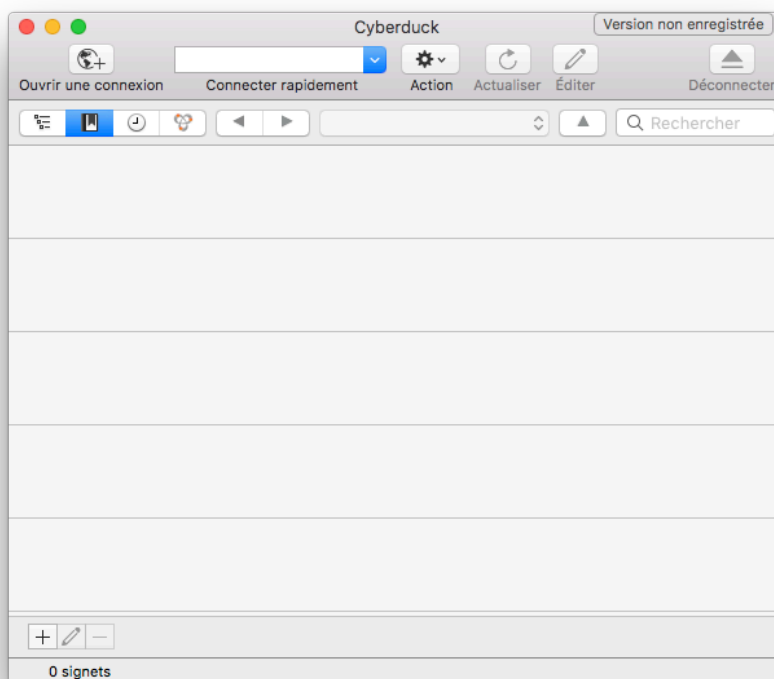 Cyberduck
Version non enregistrée
Ouvrir une connexion
Connecter rapidement
Action
Actualiser
Éditer
Déconnecter
Rechercher
0 signets